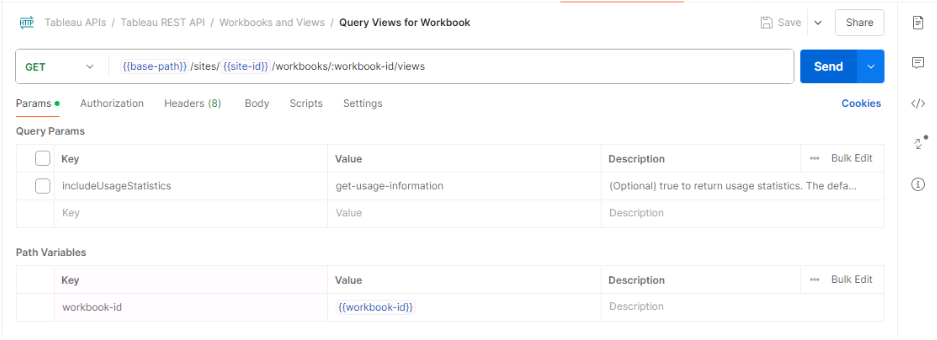 HTTP Tableau APIs / Tableau REST API / Workbooks and Views / Query Views for Workbook Save Share
GET {{base-path}} /sites/ {{site-id}} /workbooks/:workbook-id/views Send
Params Authorization Headers (8) Body Scripts Settings Cookies
Query Params
Key Value Description ••• Bulk Edit
includeUsageStatistics get-usage-information (Optional) true to return usage statistics. The defa...
Key Value Description
Path Variables
Key Value Description ••• Bulk Edit
workbook-id {{workbook-id}} Description